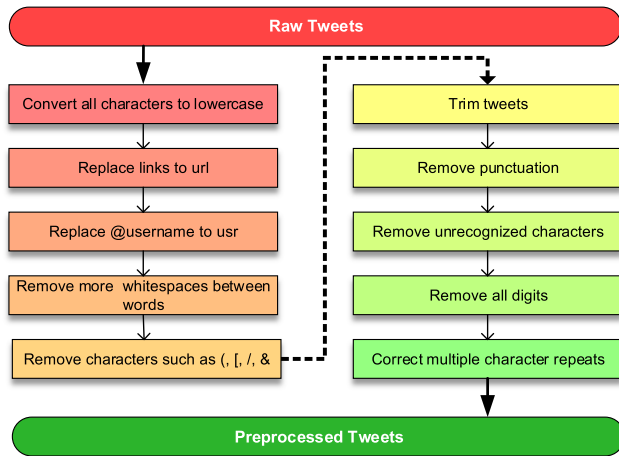 Raw Tweets
Convert all characters to lowercase
Replace links to url
Replace @username to usr
Remove more whitespaces between
words
Remove characters such as (, [, /, &
Trim tweets
Remove punctuation
Remove unrecognized characters
Remove all digits
Correct multiple character repeats
Preprocessed Tweets